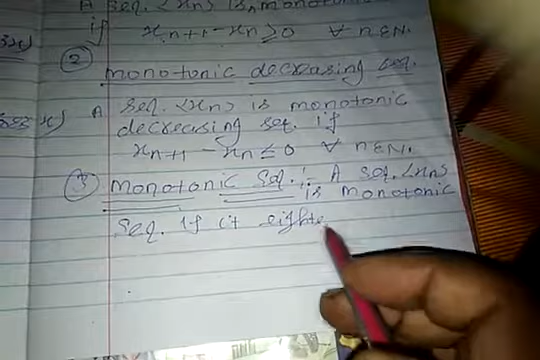 A seq. <xn> is monotonic
if xn+1 - xn ≥ 0 ∀ n∈N.
② monotonic decreasing seq.
A seq. <xn> is monotonic
decreasing seq. if
xn+1 - xn ≤ 0 ∀ n∈N.
③ monotonic seq. :- A seq. <xn>
is monotonic
seq. if it eighte